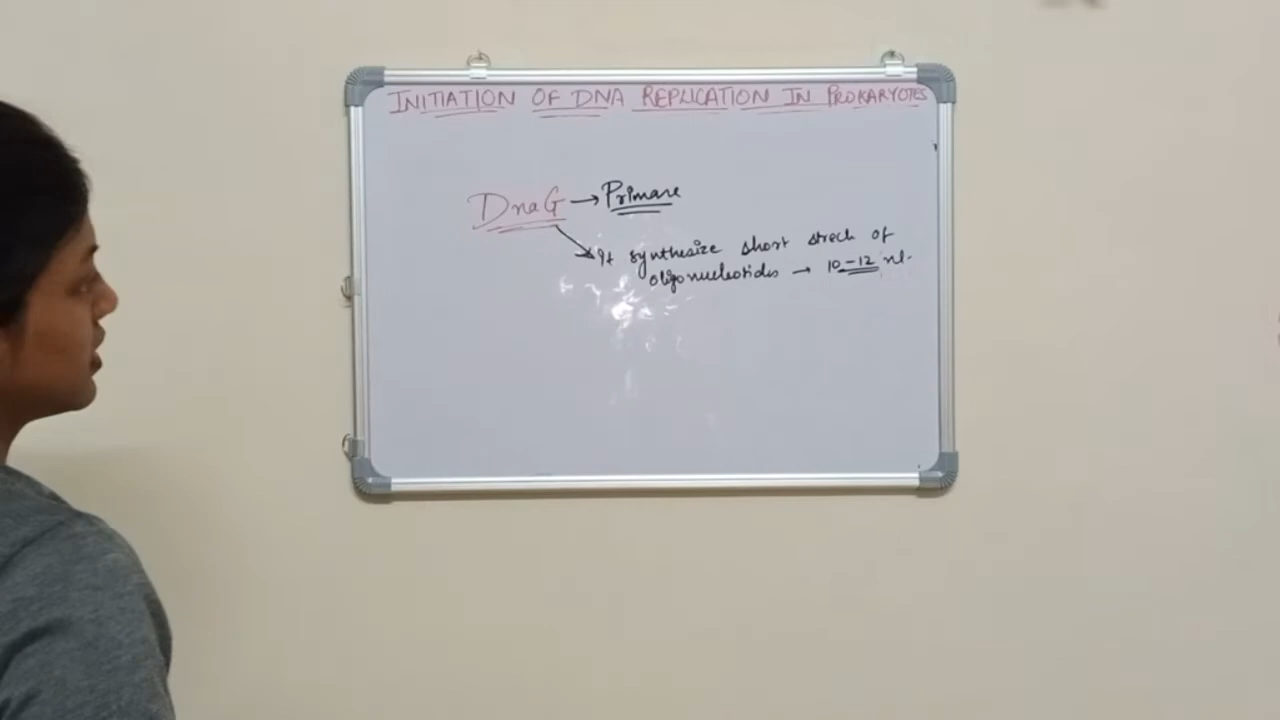 INITIATION OF DNA REPLICATION IN PROKARYOTES
DnaG → Primase
It synthesize short strech of
oligonucleotides → 10-12 nt.